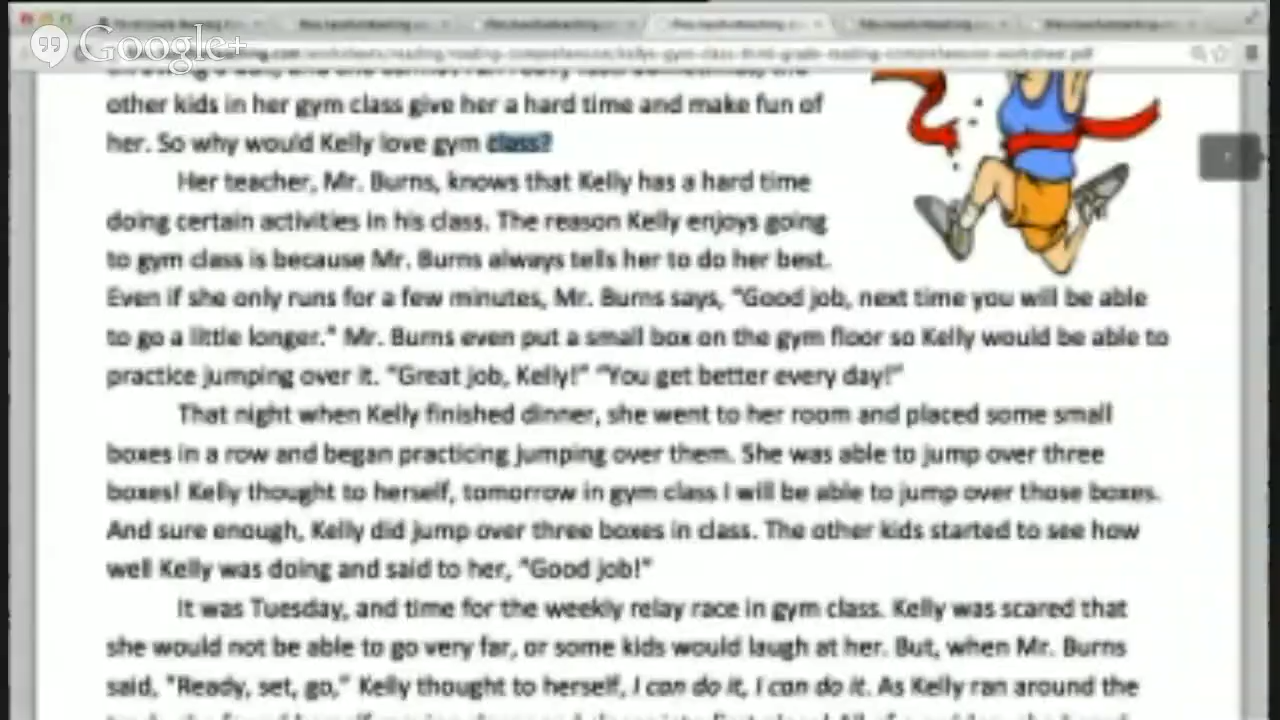 Google+
other kids in her gym class give her a hard time and make fun of
her. So why would Kelly love gym class?
Her teacher, Mr. Burns, knows that Kelly has a hard time
doing certain activities in his class. The reason Kelly enjoys going
to gym class is because Mr. Burns always tells her to do her best.
Even if she only runs for a few minutes, Mr. Burns says, "Good job, next time you will be able
to go a little longer." Mr. Burns even put a small box on the gym floor so Kelly would be able to
practice jumping over it. "Great job, Kelly!" "You get better every day!"
That night when Kelly finished dinner, she went to her room and placed some small
boxes in a row and began practicing jumping over them. She was able to jump over three
boxes! Kelly thought to herself, tomorrow in gym class I will be able to jump over those boxes.
And sure enough, Kelly did jump over three boxes in class. The other kids started to see how
well Kelly was doing and said to her, "Good job!"
It was Tuesday, and time for the weekly relay race in gym class. Kelly was scared that
she would not be able to go very far, or some kids would laugh at her. But, when Mr. Burns
said, "Ready, set, go," Kelly thought to herself, I can do it, I can do it. As Kelly ran around the